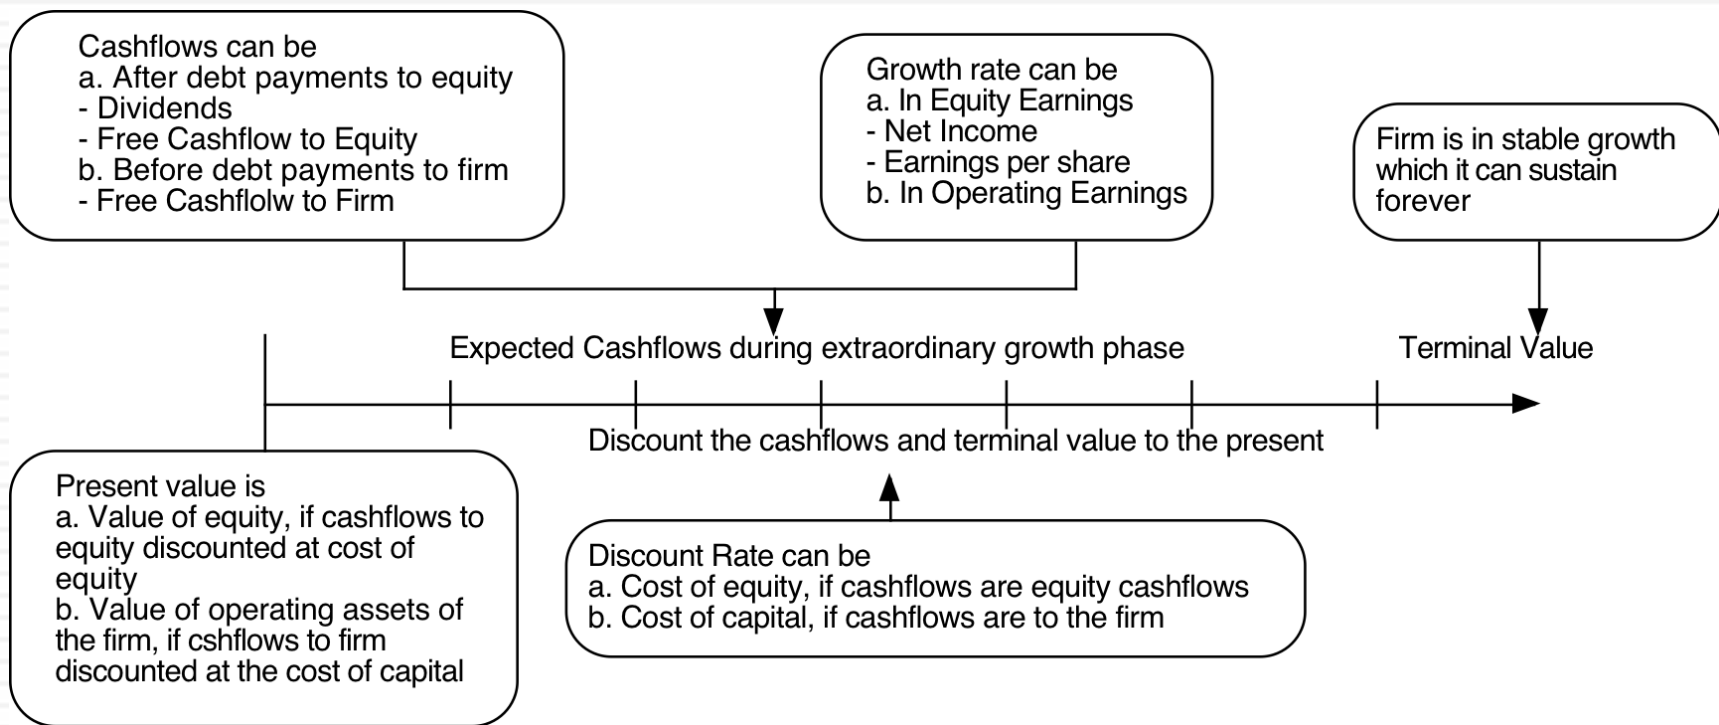 Cashflows can be
a. After debt payments to equity
- Dividends
- Free Cashflow to Equity
b. Before debt payments to firm
- Free Cashflolw to Firm
Growth rate can be
a. In Equity Earnings
- Net Income
- Earnings per share
b. In Operating Earnings
Firm is in stable growth
which it can sustain
forever
Expected Cashflows during extraordinary growth phase
Terminal Value
Discount the cashflows and terminal value to the present
Present value is
a. Value of equity, if cashflows to
equity discounted at cost of
equity
b. Value of operating assets of
the firm, if cshflows to firm
discounted at the cost of capital
Discount Rate can be
a. Cost of equity, if cashflows are equity cashflows
b. Cost of capital, if cashflows are to the firm